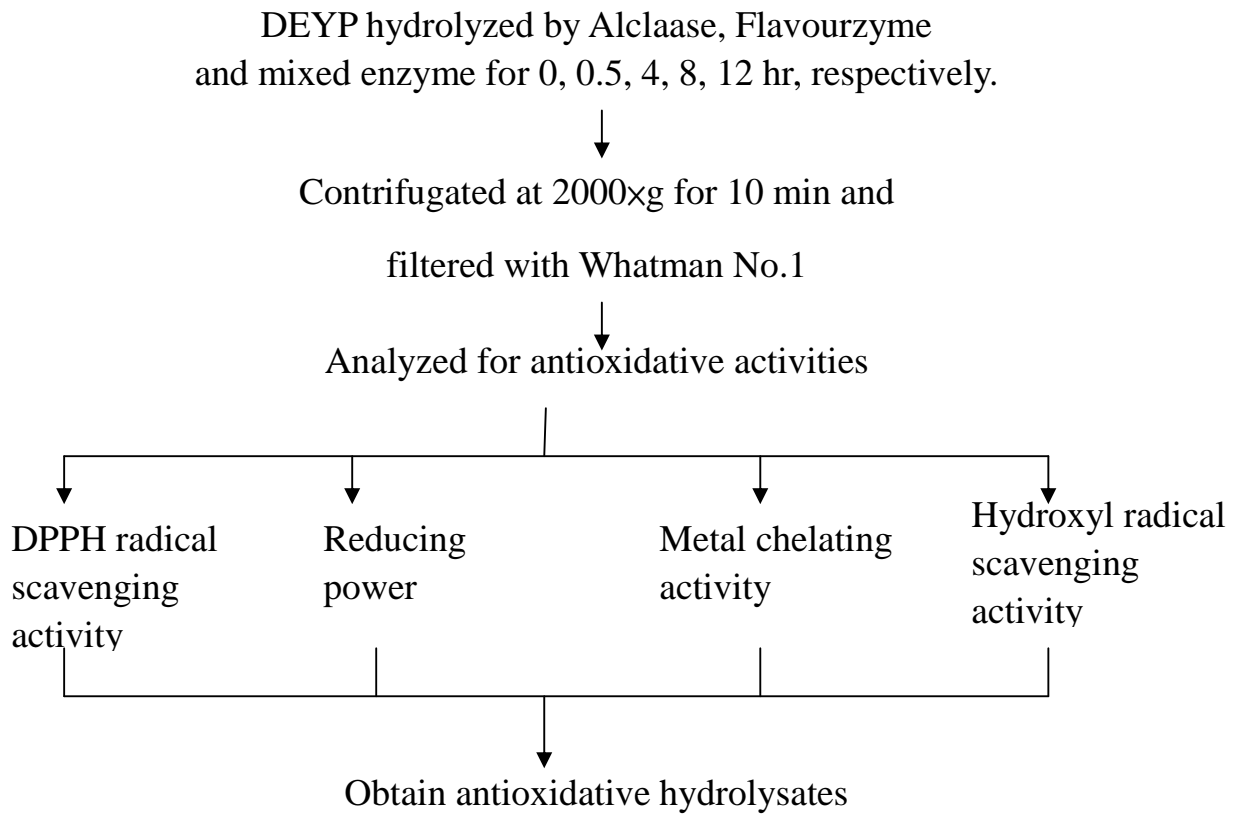 DEYP hydrolyzed by Alclaase, Flavourzyme
and mixed enzyme for 0, 0.5, 4, 8, 12 hr, respectively.
Contrifugated at 2000×g for 10 min and
filtered with Whatman No.1
Analyzed for antioxidative activities
DPPH radical
scavenging
activity
Reducing
power
Metal chelating
activity
Hydroxyl radical
scavenging
activity
Obtain antioxidative hydrolysates